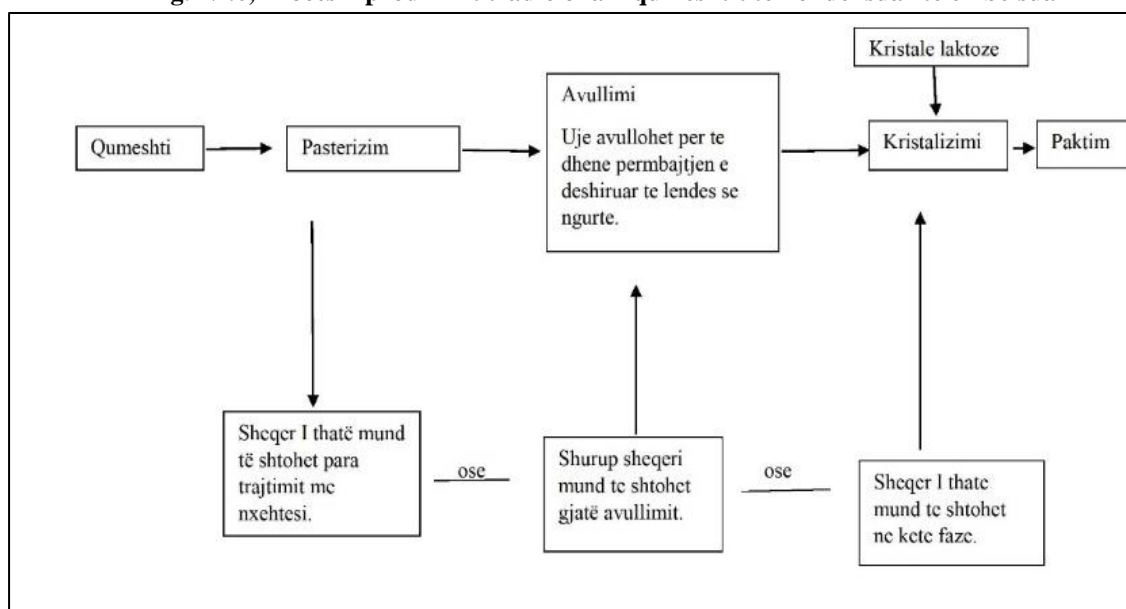 Kristale laktoze
Avullimi
Uje avullohet per te
dhene permbajtjen e
deshiruar te lendes se
ngurte.
Qumeshti
Pasterizim
Kristalizimi
Paktim
Sheqer I thatë mund
të shtohet para
trajtimit me
nxehtesi.
ose
Shurup sheqeri
mund te shtohet
gjatë avullimit.
ose
Sheqer I thate
mund te shtohet
ne kete faze.